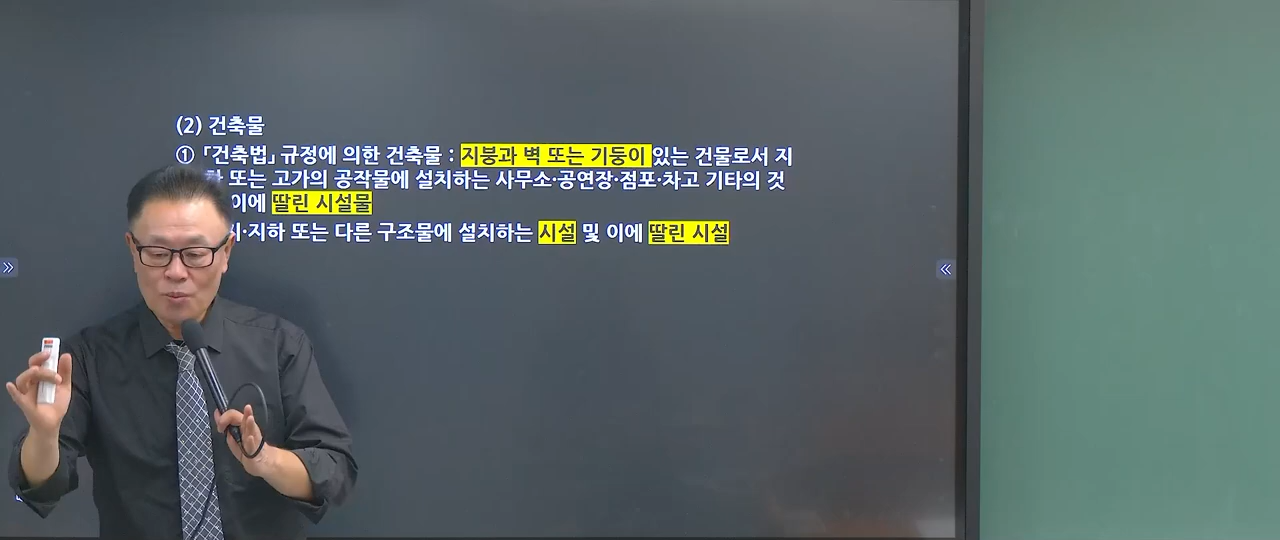 (2) 건축물
① 「건축법」 규정에 의한 건축물 : 지붕과 벽 또는 기둥이 있는 건물로서 지
또는 고가의 공작물에 설치하는 사무소·공연장·점포·차고 기타의 것
이에 딸린 시설물
·지하 또는 다른 구조물에 설치하는 시설 및 이에 딸린 시설